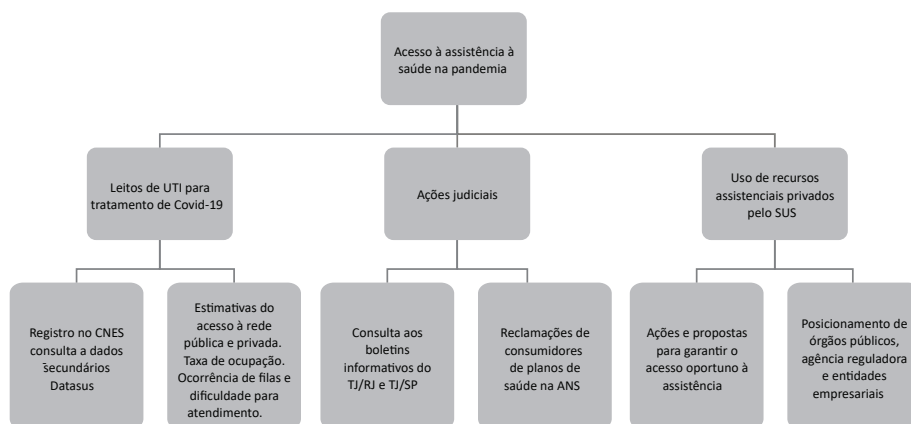 Acesso à assistência à
saúde na pandemia
Leitos de UTI para
tratamento de Covid-19
Ações judiciais
Uso de recursos
assistenciais privados
pelo SUS
Registro no CNES
consulta a dados
secundários
Datasus
Estimativas do
acesso à rede
pública e privada.
Taxa de ocupação.
Ocorrência de filas e
dificuldade para
atendimento.
Consulta aos
boletins
informativos do
TJ/RJ e TJ/SP
Reclamações de
consumidores
de planos de
saúde na ANS
Ações e propostas
para garantir o
acesso oportuno à
assistência
Posicionamento de
órgãos públicos,
agência reguladora
e entidades
empresariais